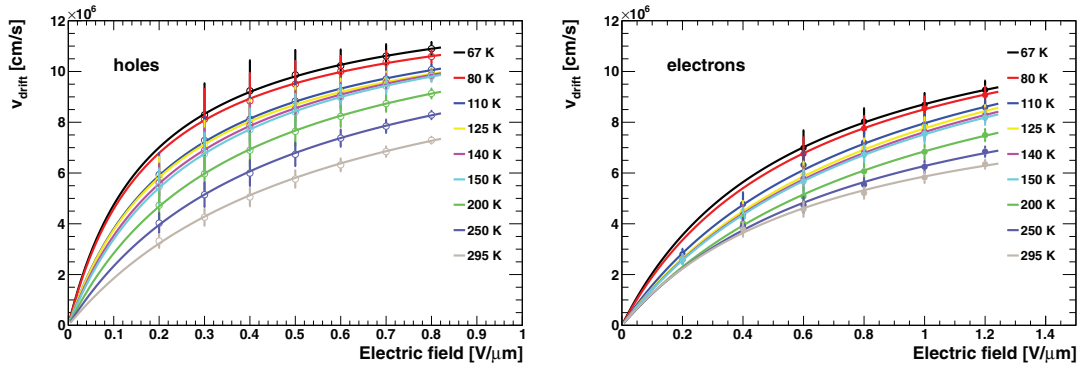 ×10⁶
v_drift [cm/s]
12
10
8
6
4
2
0
holes
67 K
80 K
110 K
125 K
140 K
150 K
200 K
250 K
295 K
0 0.1 0.2 0.3 0.4 0.5 0.6 0.7 0.8 0.9 1
Electric field [V/μm]
×10⁶
v_drift [cm/s]
12
10
8
6
4
2
0
electrons
67 K
80 K
110 K
125 K
140 K
150 K
200 K
250 K
295 K
0 0.2 0.4 0.6 0.8 1 1.2 1.4
Electric field [V/μm]